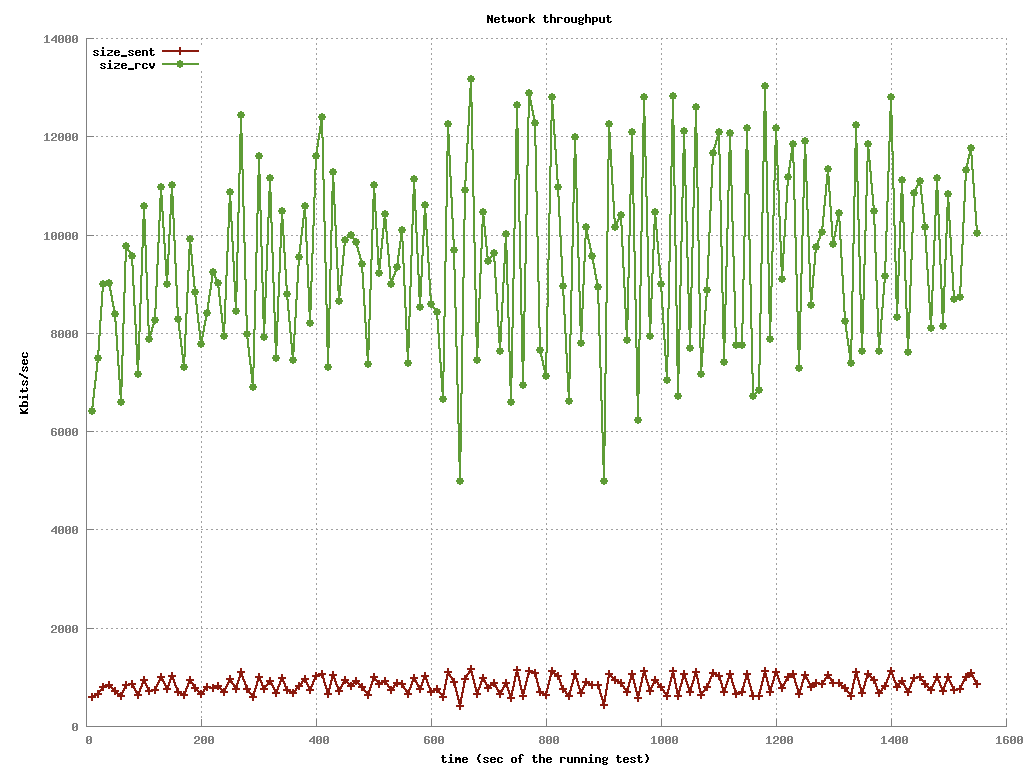 Network throughput
14000
size_sent
size_rcv
12000
10000
8000
Kbits/sec
6000
4000
2000
0
0 200 400 600 800 1000 1200 1400 1600
time (sec of the running test)